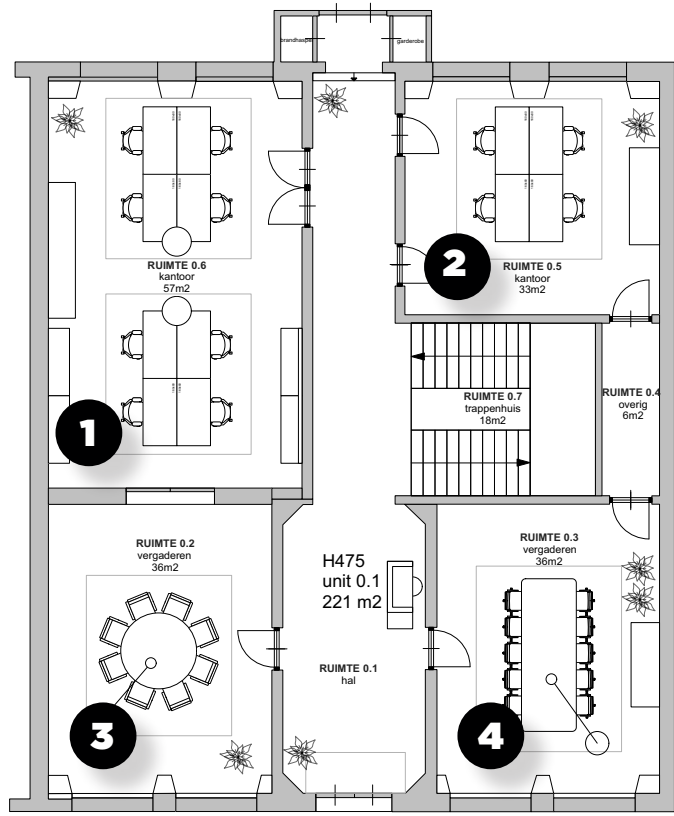 brandhaspel
garderobe
RUIMTE 0.6
kantoor
57m2
2
RUIMTE 0.5
kantoor
33m2
1
RUIMTE 0.7
trappenhuis
18m2
RUIMTE 0.4
overig
6m2
RUIMTE 0.2
vergaderen
36m2
H475
unit 0.1
221 m2
RUIMTE 0.3
vergaderen
36m2
RUIMTE 0.1
hal
3
4